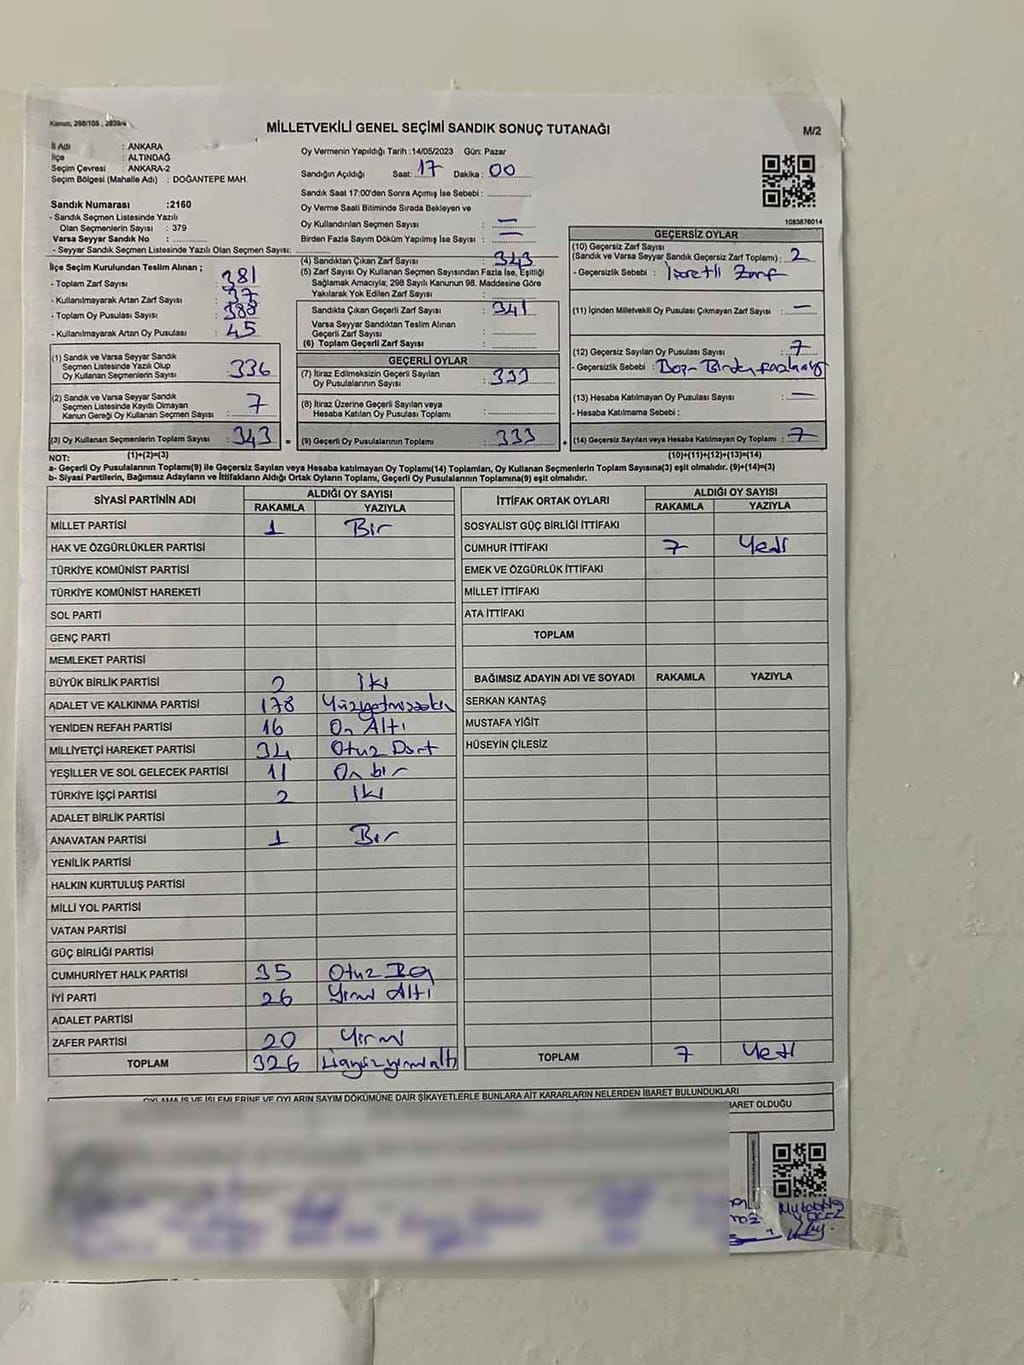 Kanun; 298/105 , 2839/4
MİLLETVEKİLİ GENEL SEÇİMİ SANDIK SONUÇ TUTANAĞI
M/2
İl Adı : ANKARA
İlçe : ALTINDAĞ
Seçim Çevresi : ANKARA-2
Seçim Bölgesi (Mahalle Adı) : DOĞANTEPE MAH.
Oy Vermenin Yapıldığı Tarih :14/05/2023 Gün: Pazar
Sandığın Açıldığı Saat: 17 Dakika : 00
Sandık Saat 17:00'den Sonra Açımış İse Sebebi :
Oy Verme Saati Bitiminde Sırada Bekleyen ve
Oy Kullandırılan Seçmen Sayısı : —
Birden Fazla Sayım Döküm Yapılmış İse Sayısı : —
1083876014
Sandık Numarası :2160
- Sandık Seçmen Listesinde Yazılı
Olan Seçmenlerin Sayısı : 379
Varsa Seyyar Sandık No :
- Seyyar Sandık Seçmen Listesinde Yazılı Olan Seçmen Sayısı:
İlçe Seçim Kurulundan Teslim Alınan ;
- Toplam Zarf Sayısı : 381
- Kullanılmayarak Artan Zarf Sayısı : 37
- Toplam Oy Pusulası Sayısı : 388
- Kullanılmayarak Artan Oy Pusulası : 45
(1) Sandık ve Varsa Seyyar Sandık
Seçmen Listesinde Yazılı Olup
Oy Kullanan Seçmenlerin Sayısı : 336
(2) Sandık ve Varsa Seyyar Sandık
Seçmen Listesinde Kayıtlı Olmayan
Kanun Gereği Oy Kullanan Seçmen Sayısı : 7
(3) Oy Kullanan Seçmenlerin Toplam Sayısı : 343 =
(4) Sandıktan Çıkan Zarf Sayısı : 343
(5) Zarf Sayısı Oy Kullanan Seçmen Sayısından Fazla İse, Eşitliği
Sağlamak Amacıyla; 298 Sayılı Kanunun 98. Maddesine Göre
Yakılarak Yok Edilen Zarf Sayısı :
Sandıkta Çıkan Geçerli Zarf Sayısı : 341
Varsa Seyyar Sandıktan Teslim Alınan
Geçerli Zarf Sayısı :
(6) Toplam Geçerli Zarf Sayısı :
GEÇERLİ OYLAR
(7) İtiraz Edilmeksizin Geçerli Sayılan
Oy Pusulalarının Sayısı : 333
(8) İtiraz Üzerine Geçerli Sayılan veya
Hesaba Katılan Oy Pusulası Toplamı :
(9) Geçerli Oy Pusulalarının Toplamı : 333 +
GEÇERSİZ OYLAR
(10) Geçersiz Zarf Sayısı
(Sandık ve Varsa Seyyar Sandık Geçersiz Zarf Toplamı) : 2
- Geçersizlik Sebebi : İşaretli Zarf
(11) İçinden Milletvekili Oy Pusulası Çıkmayan Zarf Sayısı : —
(12) Geçersiz Sayılan Oy Pusulası Sayısı : 7
- Geçersizlik Sebebi : Birden fazla
(13) Hesaba Katılmayan Oy Pusulası Sayısı : —
- Hesaba Katılmama Sebebi :
(14) Geçersiz Sayılan veya Hesaba Katılmayan Oy Toplamı : 7
NOT: (1)+(2)=(3) (10)+(11)+(12)+(13)=(14)
a- Geçerli Oy Pusulalarının Toplamı(9) ile Geçersiz Sayılan veya Hesaba katılmayan Oy Toplamı(14) Toplamları, Oy Kullanan Seçmenlerin Toplam Sayısına(3) eşit olmalıdır. (9)+(14)=(3)
b- Siyasi Partilerin, Bağımsız Adayların ve İttifakların Aldığı Ortak Oyların Toplamı, Geçerli Oy Pusulalarının Toplamına(9) eşit olmalıdır.
SİYASİ PARTİNİN ADI ALDIĞI OY SAYISI
RAKAMLA YAZIYLA
MİLLET PARTİSİ 1 Bir
HAK VE ÖZGÜRLÜKLER PARTİSİ
TÜRKİYE KOMÜNİST PARTİSİ
TÜRKİYE KOMÜNİST HAREKETİ
SOL PARTİ
GENÇ PARTİ
MEMLEKET PARTİSİ
BÜYÜK BİRLİK PARTİSİ 2 İki
ADALET VE KALKINMA PARTİSİ 178 Yüzyetmişsekiz
YENİDEN REFAH PARTİSİ 16 On Altı
MİLLİYETÇİ HAREKET PARTİSİ 34 Otuz Dört
YEŞİLLER VE SOL GELECEK PARTİSİ 11 On bir
TÜRKİYE İŞÇİ PARTİSİ 2 İki
ADALET BİRLİK PARTİSİ
ANAVATAN PARTİSİ 1 Bir
YENİLİK PARTİSİ
HALKIN KURTULUŞ PARTİSİ
MİLLİ YOL PARTİSİ
VATAN PARTİSİ
GÜÇ BİRLİĞİ PARTİSİ
CUMHURİYET HALK PARTİSİ 35 Otuz Beş
İYİ PARTİ 26 Yirmi Altı
ADALET PARTİSİ
ZAFER PARTİSİ 20 Yirmi
TOPLAM 326 üçyüzyirmialtı
İTTİFAK ORTAK OYLARI ALDIĞI OY SAYISI
RAKAMLA YAZIYLA
SOSYALİST GÜÇ BİRLİĞİ İTTİFAKI
CUMHUR İTTİFAKI 7 Yedi
EMEK VE ÖZGÜRLÜK İTTİFAKI
MİLLET İTTİFAKI
ATA İTTİFAKI
TOPLAM
BAĞIMSIZ ADAYIN ADI VE SOYADI RAKAMLA YAZIYLA
SERKAN KANTAŞ
MUSTAFA YİĞİT
HÜSEYİN ÇİLESİZ
TOPLAM 7 Yedi
OYLAMA İŞ VE İŞLEMLERİNE VE OYLARIN SAYIM DÖKÜMÜNE DAİR ŞİKAYETLERLE BUNLARA AİT KARARLARIN NELERDEN İBARET BULUNDUKLARI
BARET OLDUĞU